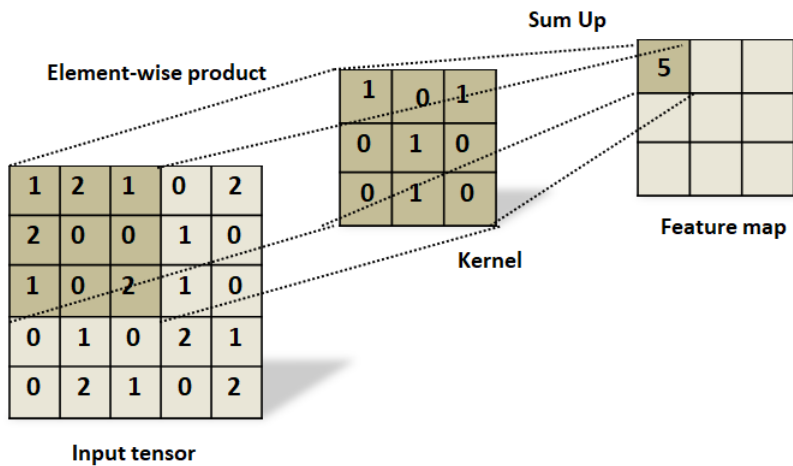 Sum Up
Element-wise product
1 0 1
0 1 0
0 1 0
5
1 2 1 0 2
2 0 0 1 0
1 0 2 1 0
0 1 0 2 1
0 2 1 0 2
Kernel
Feature map
Input tensor